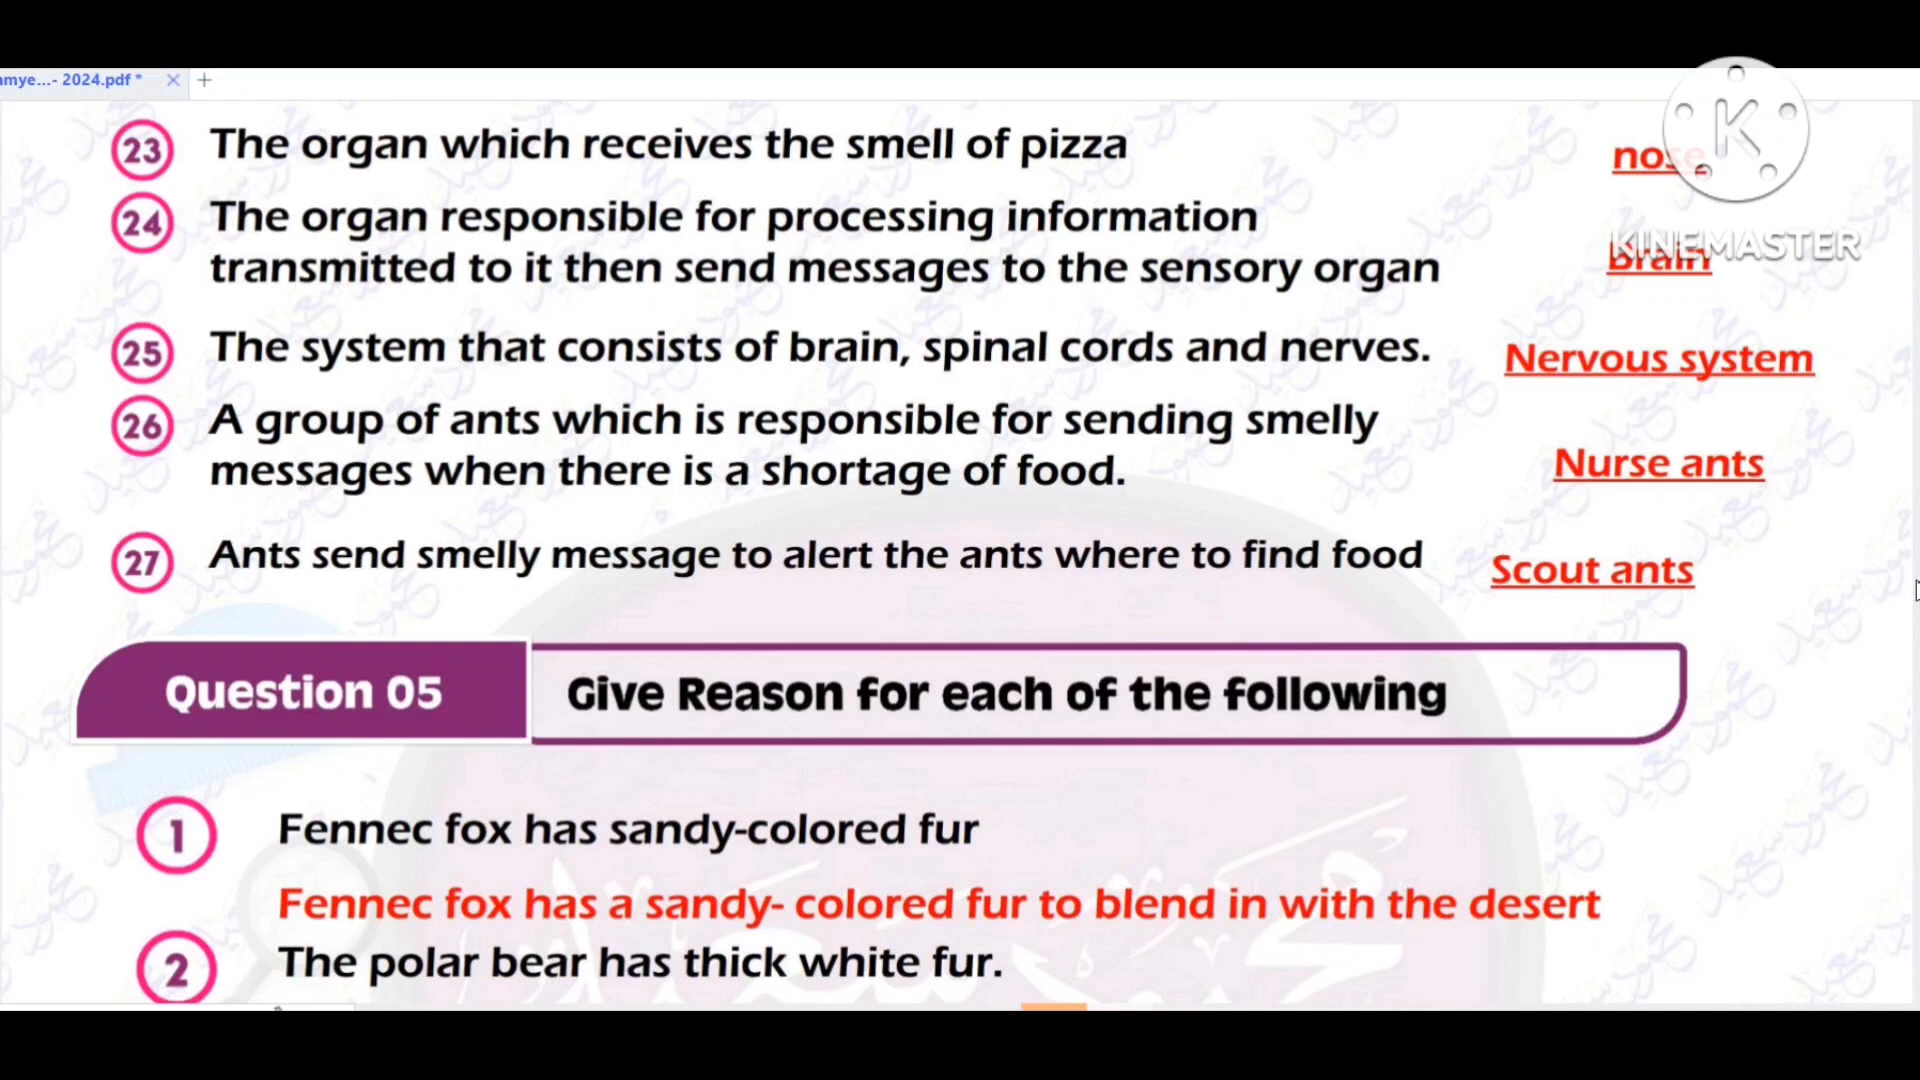 mye...- 2024.pdf *
23 The organ which receives the smell of pizza nose
24 The organ responsible for processing information
transmitted to it then send messages to the sensory organ Brain
KINEMASTER
25 The system that consists of brain, spinal cords and nerves. Nervous system
26 A group of ants which is responsible for sending smelly
messages when there is a shortage of food. Nurse ants
27 Ants send smelly message to alert the ants where to find food Scout ants
Question 05 Give Reason for each of the following
1 Fennec fox has sandy-colored fur
Fennec fox has a sandy- colored fur to blend in with the desert
2 The polar bear has thick white fur.